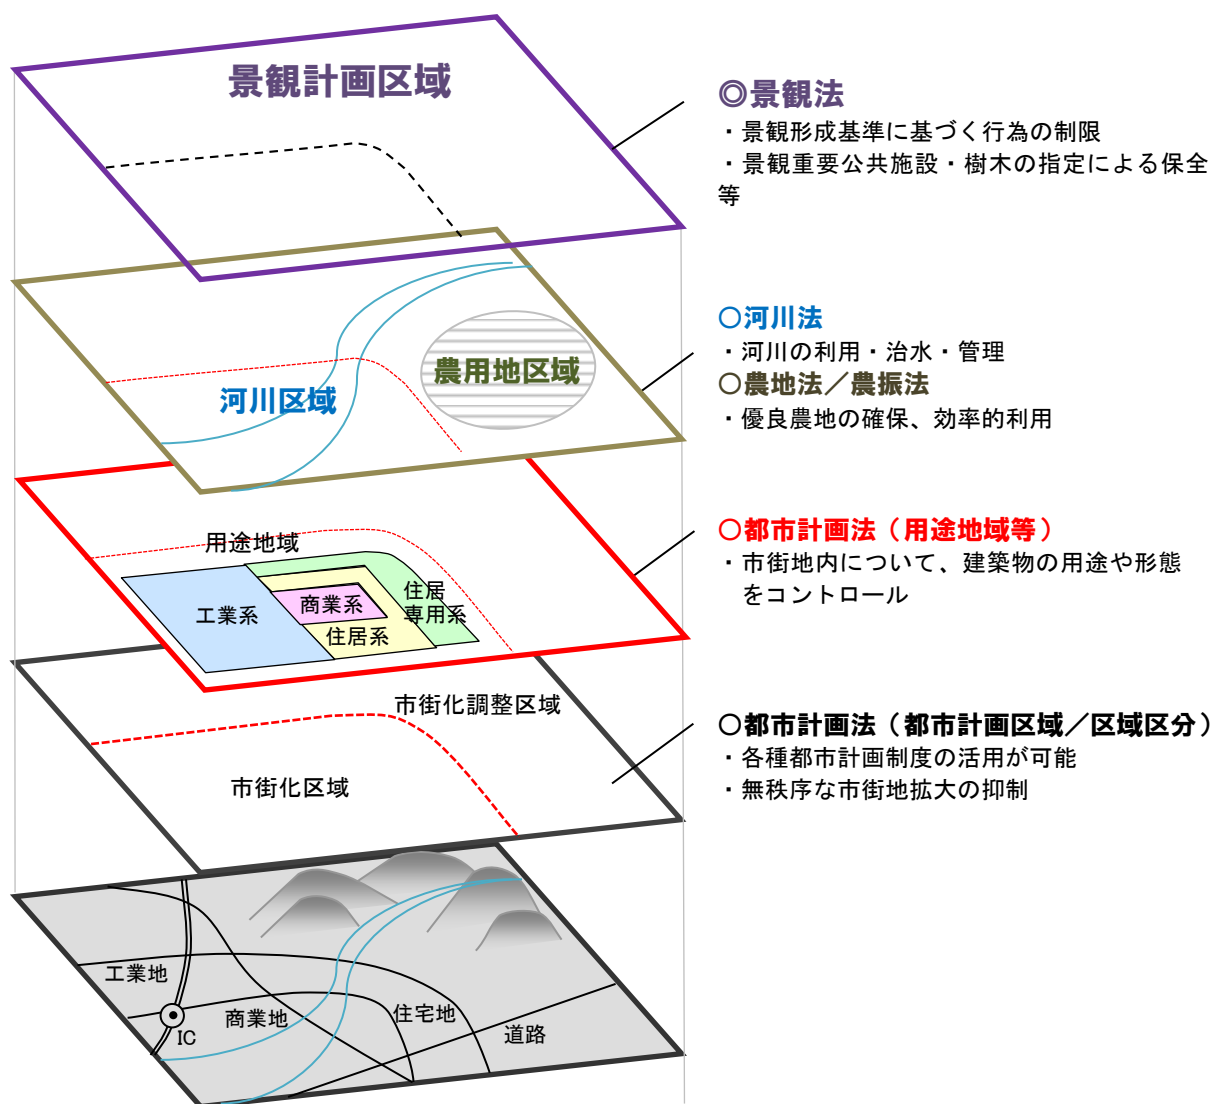 景観計画区域
◎景観法
・景観形成基準に基づく行為の制限
・景観重要公共施設・樹木の指定による保全
等
農用地区域
河川区域
○河川法
・河川の利用・治水・管理
○農地法／農振法
・優良農地の確保、効率的利用
用途地域
工業系
商業系
住居系
住居
専用系
○都市計画法（用途地域等）
・市街地内について、建築物の用途や形態
をコントロール
市街化調整区域
市街化区域
○都市計画法（都市計画区域／区域区分）
・各種都市計画制度の活用が可能
・無秩序な市街地拡大の抑制
工業地
IC
商業地
住宅地
道路